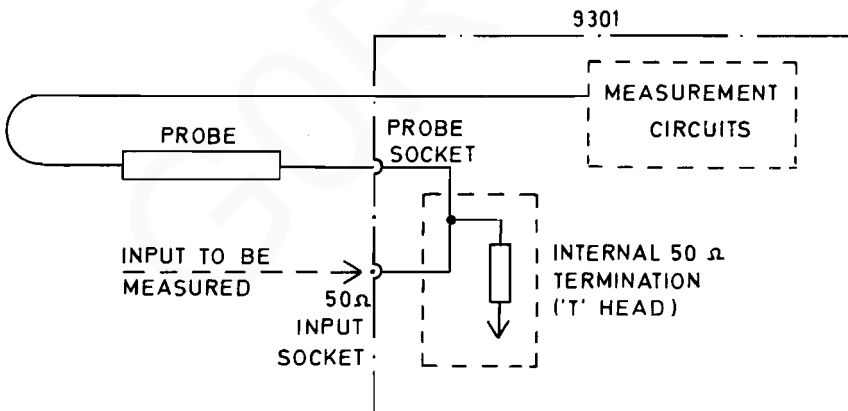 9301
MEASUREMENT
CIRCUITS
PROBE
PROBE
SOCKET
INPUT TO BE
MEASURED
50Ω
INPUT
SOCKET
INTERNAL 50 Ω
TERMINATION
('T' HEAD)